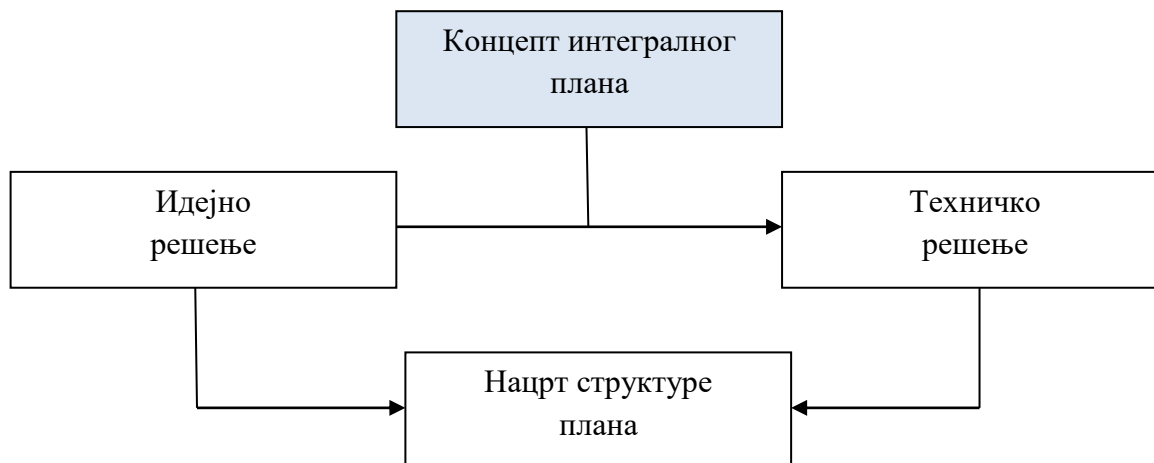 Концепт интегралног
плана
Идејно
решење
Техничко
решење
Нацрт структуре
плана